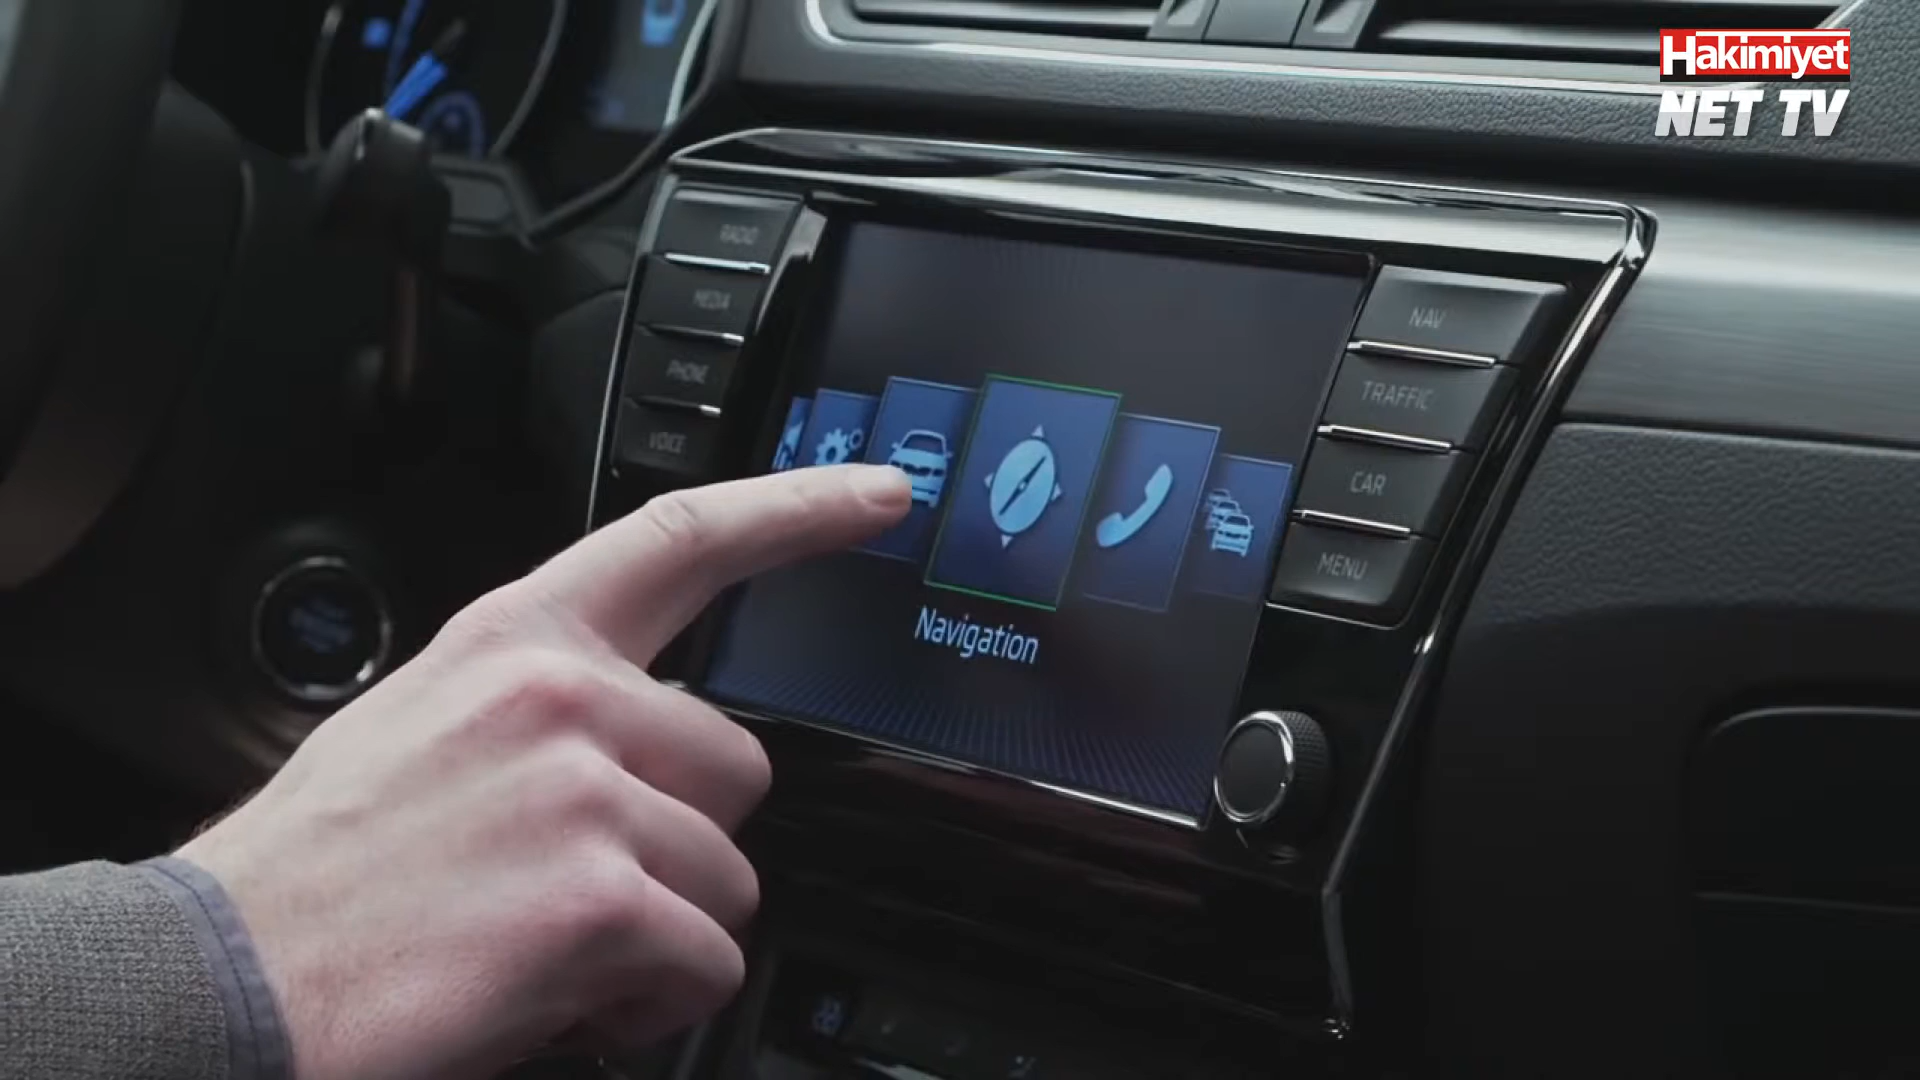 Hakimiyet
NET TV
RADIO
MEDIA
PHONE
VOICE
NAV
TRAFFIC
CAR
MENU
Navigation